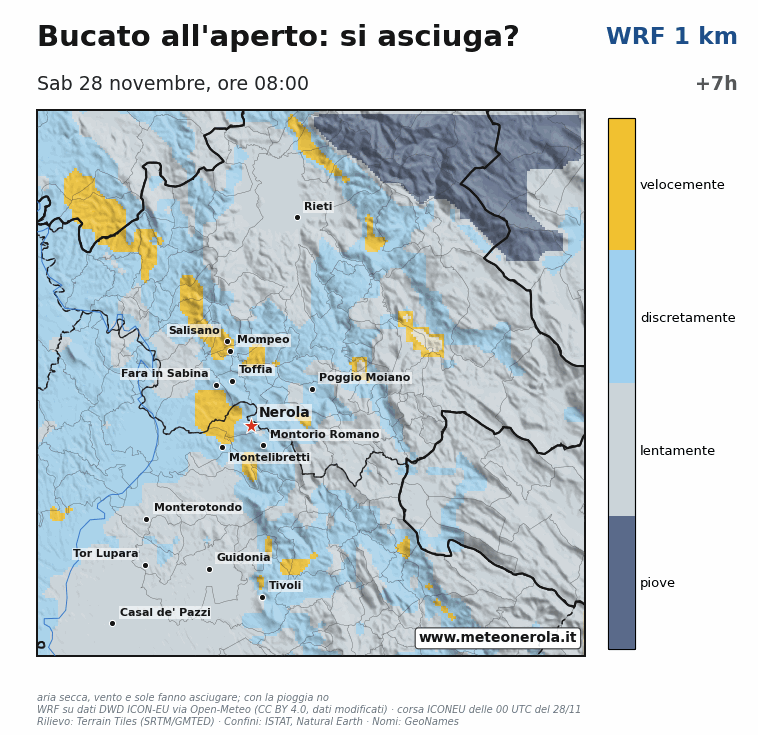 Bucato all'aperto: si asciuga?
WRF 1 km
Sab 28 novembre, ore 08:00
+7h
velocemente
discretamente
lentamente
piove
Rieti
Salisano
Mompeo
Toffia
Fara in Sabina
Poggio Moiano
Nerola
Montorio Romano
Montelibretti
Monterotondo
Tor Lupara
Guidonia
Tivoli
Casal de' Pazzi
www.meteonerola.it
aria secca, vento e sole fanno asciugare; con la pioggia no
WRF su dati DWD ICON-EU via Open-Meteo (CC BY 4.0, dati modificati) · corsa ICONEU delle 00 UTC del 28/11
Rilievo: Terrain Tiles (SRTM/GMTED) · Confini: ISTAT, Natural Earth · Nomi: GeoNames